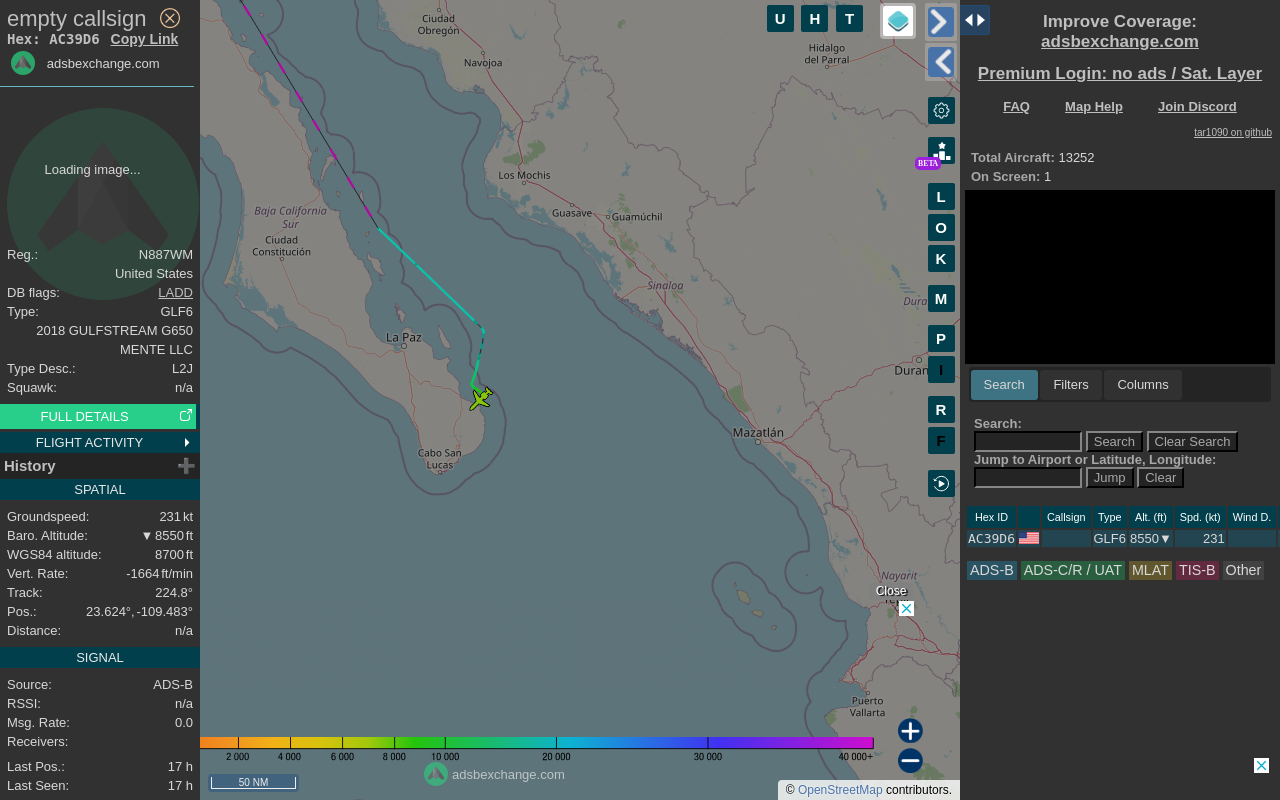 empty callsign
Hex: AC39D6 Copy Link
adsbexchange.com
Loading image...
Reg.: N887WM
United States
DB flags: LADD
Type: GLF6
2018 GULFSTREAM G650
MENTE LLC
Type Desc.: L2J
Squawk: n/a
FULL DETAILS
FLIGHT ACTIVITY
History
SPATIAL
Groundspeed: 231 kt
Baro. Altitude: ▼ 8550 ft
WGS84 altitude: 8700 ft
Vert. Rate: -1664 ft/min
Track: 224.8°
Pos.: 23.624°, -109.483°
Distance: n/a
SIGNAL
Source: ADS-B
RSSI: n/a
Msg. Rate: 0.0
Receivers:
Last Pos.: 17 h
Last Seen: 17 h
Ciudad
Obregón
Navojoa
Hidalgo
del Parral
Los Mochis
Guasave
Guamúchil
Baja California
Sur
Ciudad
Constitución
Sinaloa
La Paz
Mazatlán
Cabo San
Lucas
Nayarit
Puerto
Vallarta
Close
U H T
BETA
L
O
K
M
P
I
R
F
2 000 4 000 6 000 8 000 10 000 20 000 30 000 40 000+
50 NM
adsbexchange.com
© OpenStreetMap contributors.
Improve Coverage:
adsbexchange.com
Premium Login: no ads / Sat. Layer
FAQ Map Help Join Discord
tar1090 on github
Total Aircraft: 13252
On Screen: 1
Search Filters Columns
Search:
Search Clear Search
Jump to Airport or Latitude, Longitude:
Jump Clear
Hex ID Callsign Type Alt. (ft) Spd. (kt) Wind D.
AC39D6 GLF6 8550▼ 231
ADS-B ADS-C/R / UAT MLAT TIS-B Other